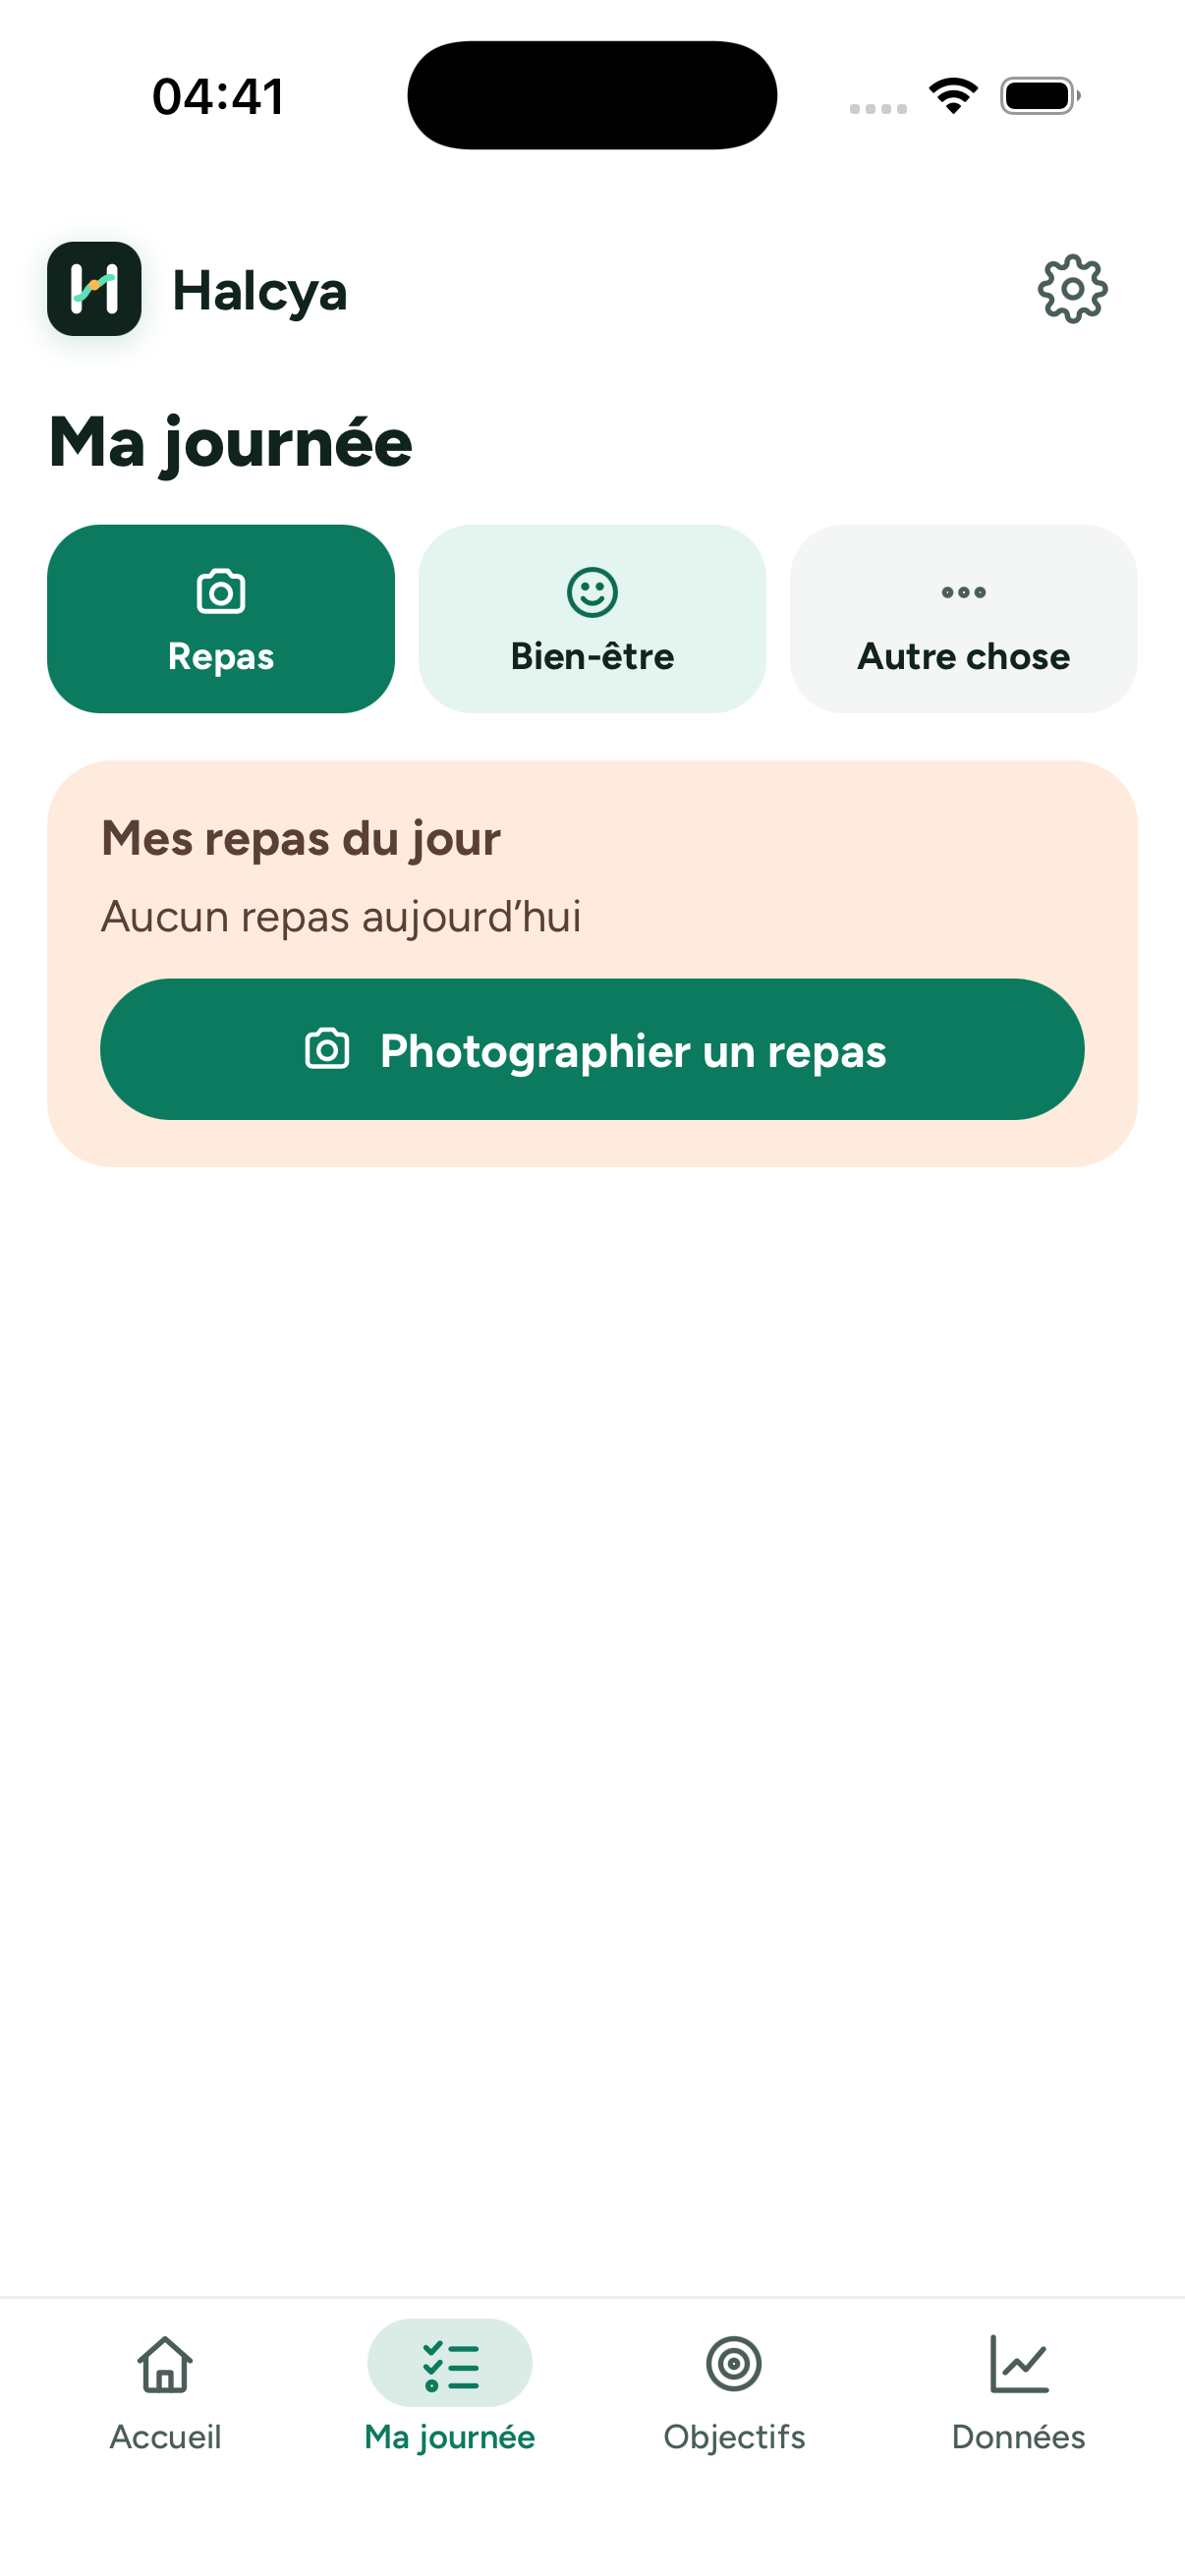 04:41
Halcya
Ma journée
Repas
Bien-être
Autre chose
Mes repas du jour
Aucun repas aujourd’hui
Photographier un repas
Accueil
Ma journée
Objectifs
Données